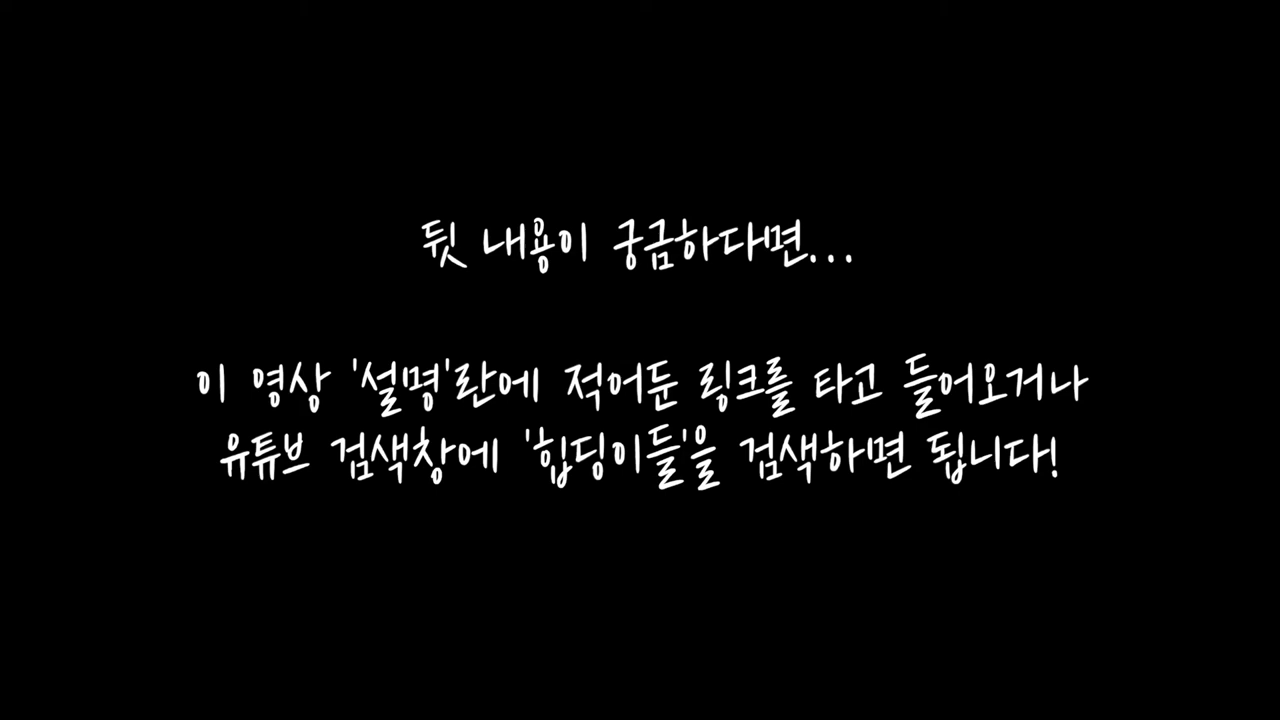 뒷 내용이 궁금하다면...
이 영상 '설명'란에 적어둔 링크를 타고 들어오거나
유튜브 검색창에 '힙딩이들'을 검색하면 됩니다!